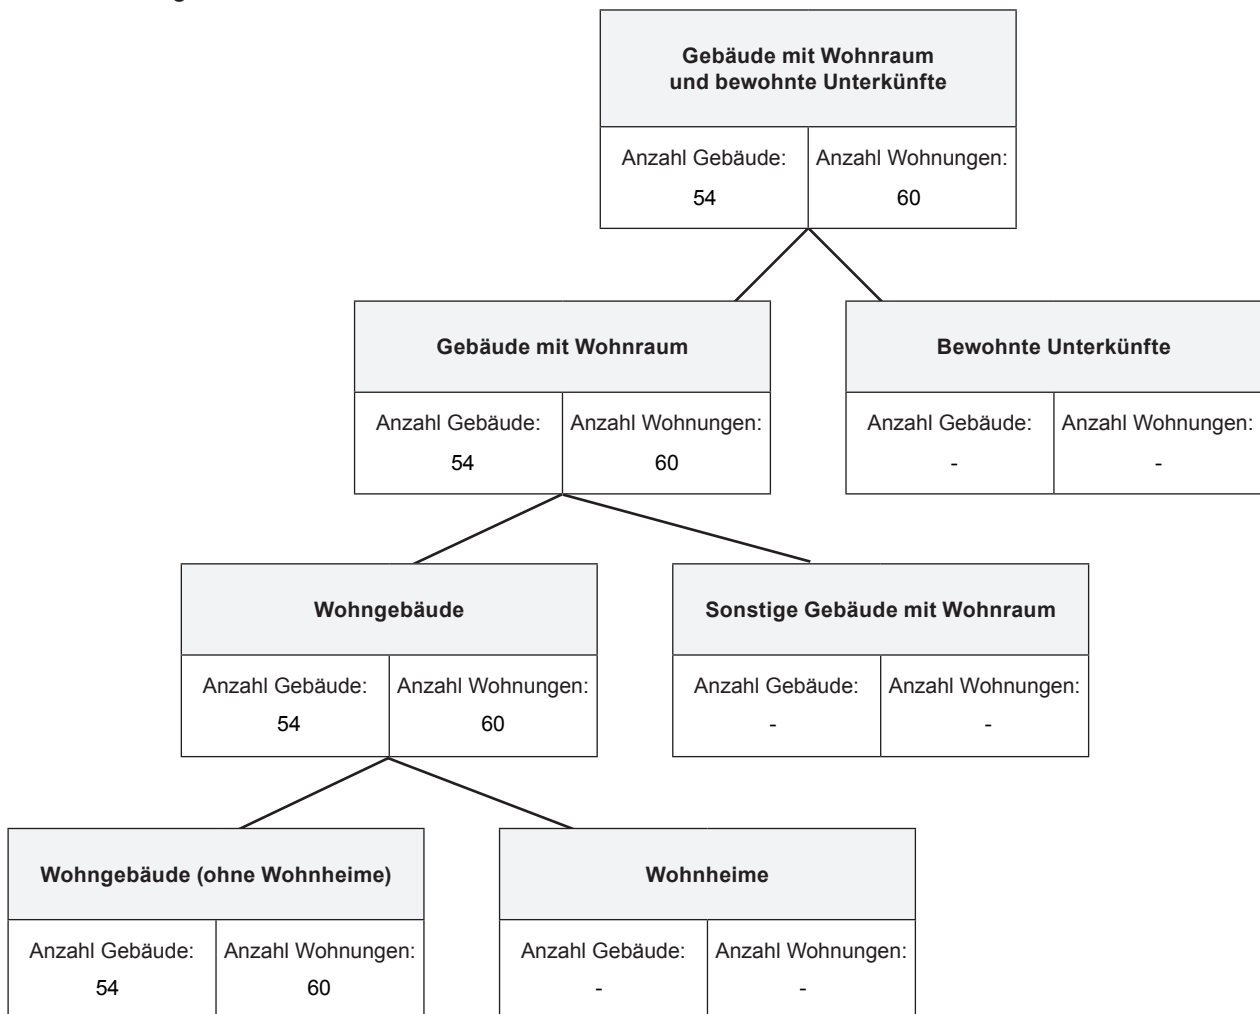 Gebäude mit Wohnraum
und bewohnte Unterkünfte
Anzahl Gebäude: Anzahl Wohnungen:
54 60
Gebäude mit Wohnraum
Anzahl Gebäude: Anzahl Wohnungen:
54 60
Bewohnte Unterkünfte
Anzahl Gebäude: Anzahl Wohnungen:
- -
Wohngebäude
Anzahl Gebäude: Anzahl Wohnungen:
54 60
Sonstige Gebäude mit Wohnraum
Anzahl Gebäude: Anzahl Wohnungen:
- -
Wohngebäude (ohne Wohnheime)
Anzahl Gebäude: Anzahl Wohnungen:
54 60
Wohnheime
Anzahl Gebäude: Anzahl Wohnungen:
- -